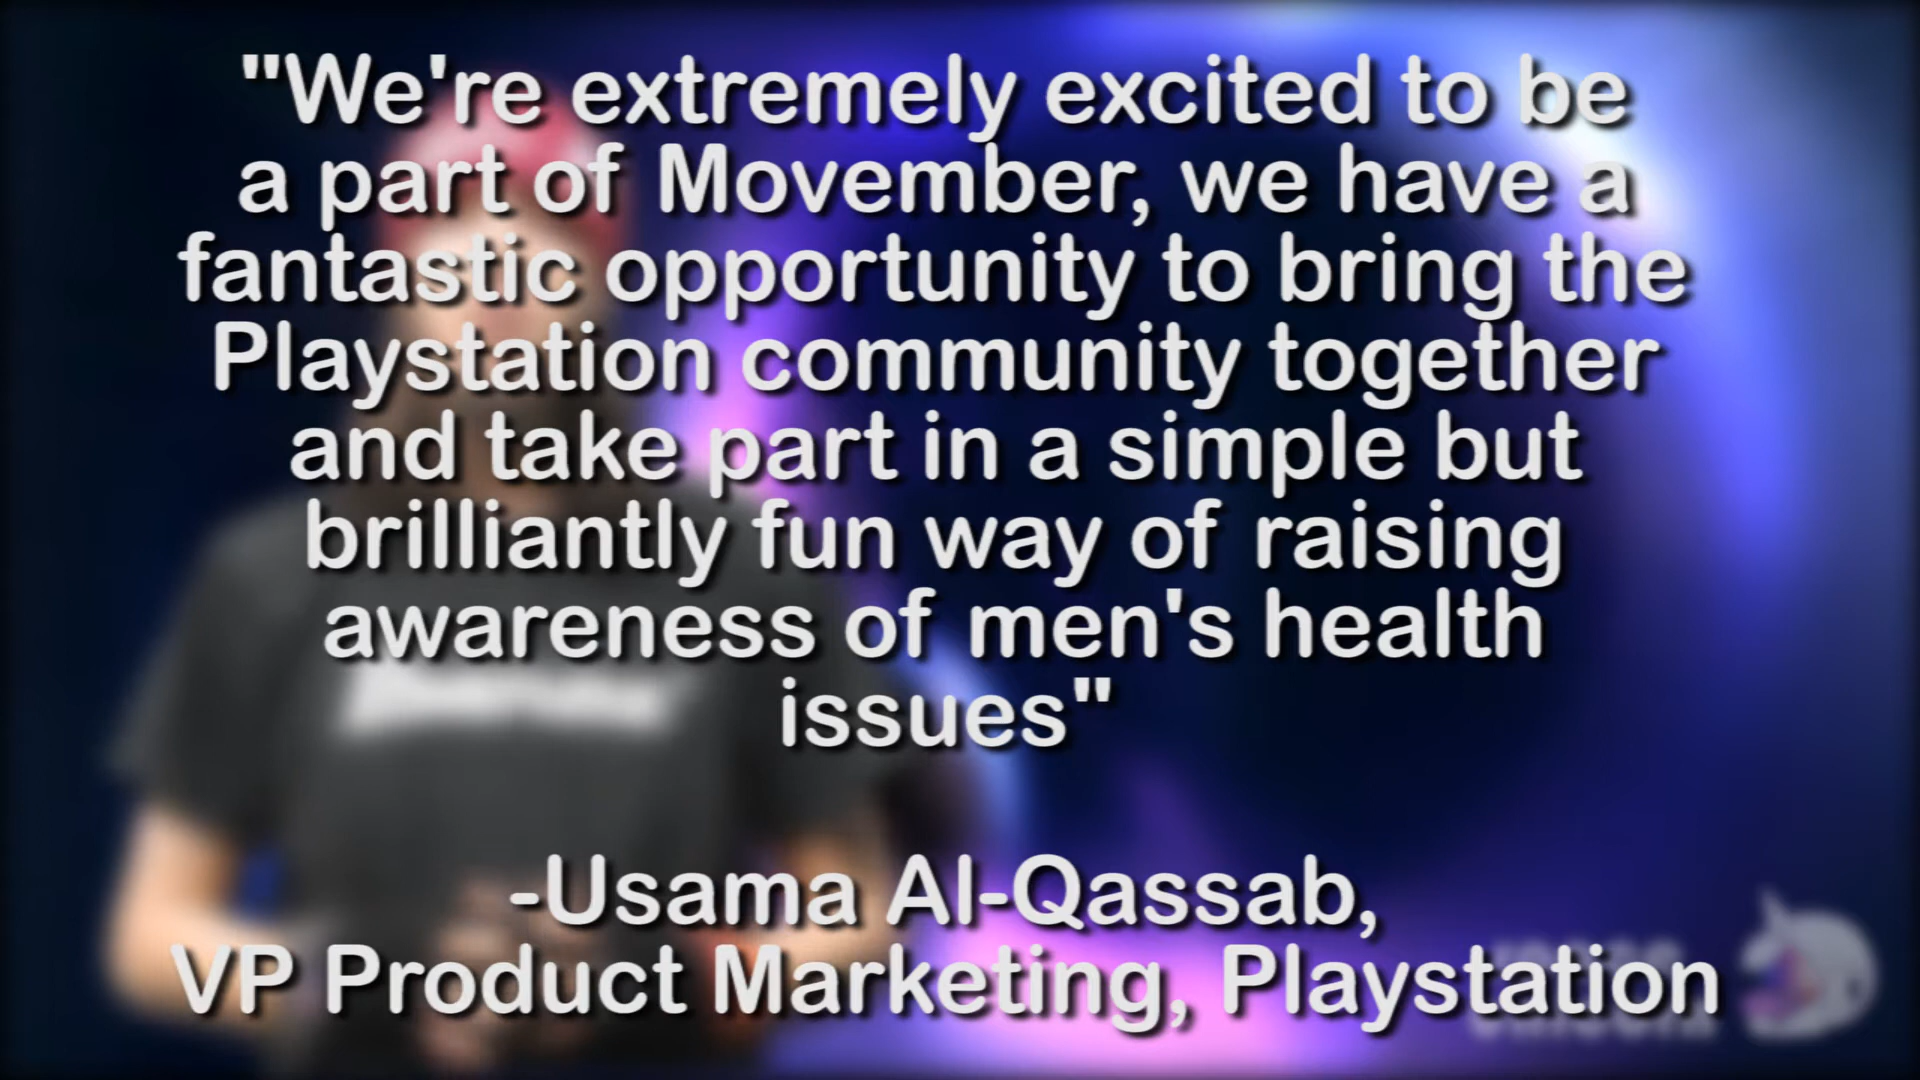 "We're extremely excited to be
a part of Movember, we have a
fantastic opportunity to bring the
Playstation community together
and take part in a simple but
brilliantly fun way of raising
awareness of men's health
issues"
-Usama Al-Qassab,
VP Product Marketing, Playstation